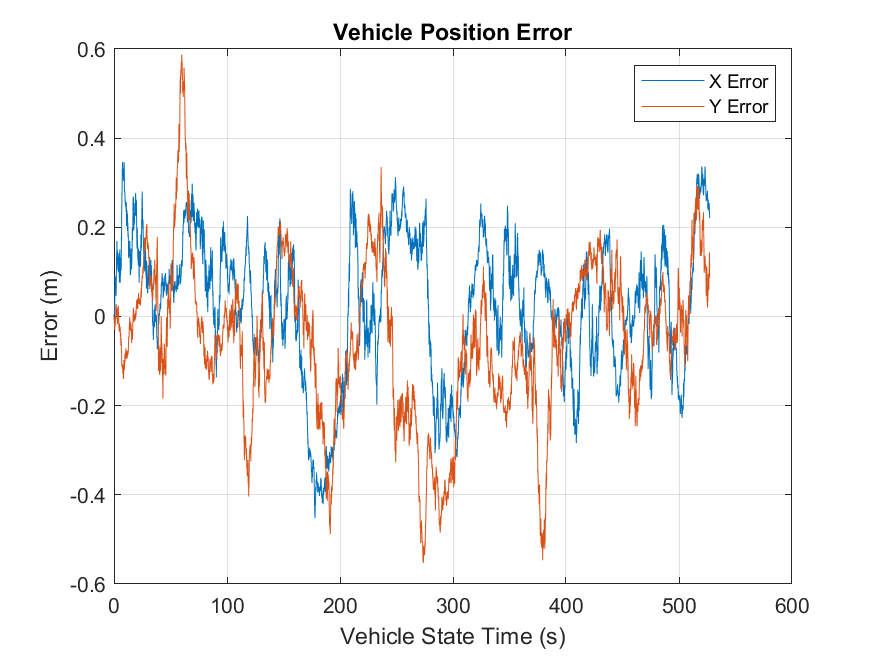 Vehicle Position Error
X Error
Y Error
0.6
0.4
0.2
0
-0.2
-0.4
-0.6
Error (m)
0 100 200 300 400 500 600
Vehicle State Time (s)